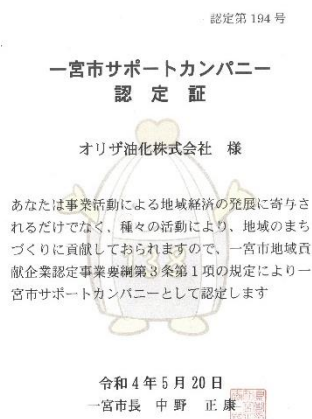 認定第194号
一宮市サポートカンパニー
認定証
オリザ油化株式会社 様
あなたは事業活動による地域経済の発展に寄与さ
れるだけでなく、種々の活動により、地域のまち
づくりに貢献しておられますので、一宮市地域貢
献企業認定事業要綱第3条第1項の規定により一
宮市サポートカンパニーとして認定します
令和4年5月20日
一宮市長 中野 正康